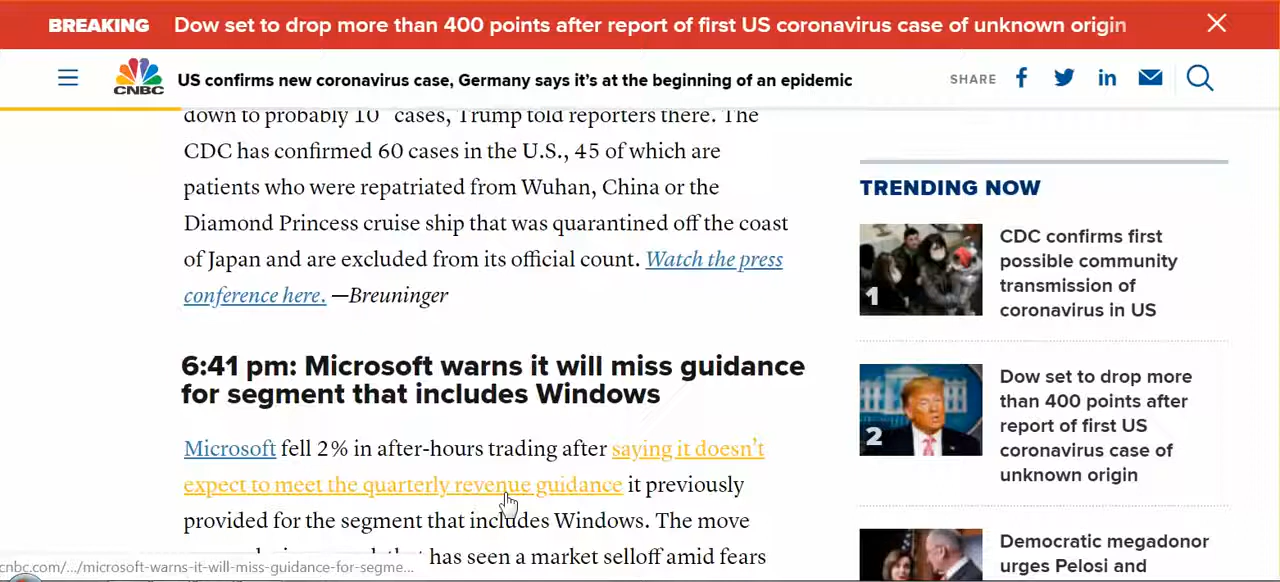 BREAKING Dow set to drop more than 400 points after report of first US coronavirus case of unknown origin
CNBC US confirms new coronavirus case, Germany says it's at the beginning of an epidemic SHARE
down to probably 10" cases, Trump told reporters there. The
CDC has confirmed 60 cases in the U.S., 45 of which are
patients who were repatriated from Wuhan, China or the
Diamond Princess cruise ship that was quarantined off the coast
of Japan and are excluded from its official count. Watch the press
conference here. —Breuninger
6:41 pm: Microsoft warns it will miss guidance
for segment that includes Windows
Microsoft fell 2% in after-hours trading after saying it doesn't
expect to meet the quarterly revenue guidance it previously
provided for the segment that includes Windows. The move
has seen a market selloff amid fears
cnbc.com/.../microsoft-warns-it-will-miss-guidance-for-segme...
TRENDING NOW
1
CDC confirms first
possible community
transmission of
coronavirus in US
2
Dow set to drop more
than 400 points after
report of first US
coronavirus case of
unknown origin
Democratic megadonor
urges Pelosi and